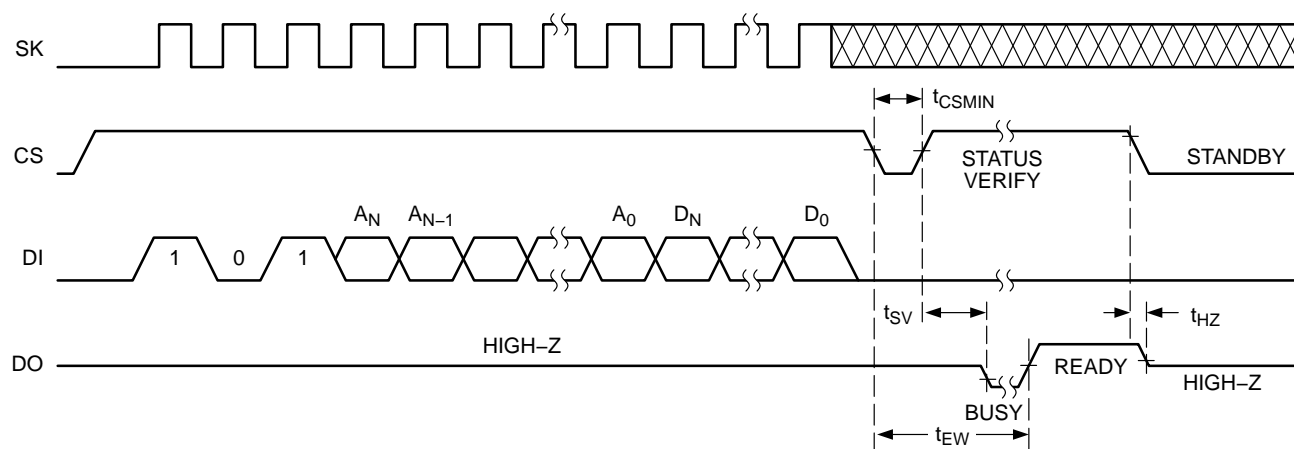 SK
t_CSMIN
CS
STATUS
VERIFY
STANDBY
A_N A_N–1 A_0 D_N D_0
DI
1 0 1
t_SV
t_HZ
HIGH–Z
DO
READY
HIGH–Z
BUSY
t_EW